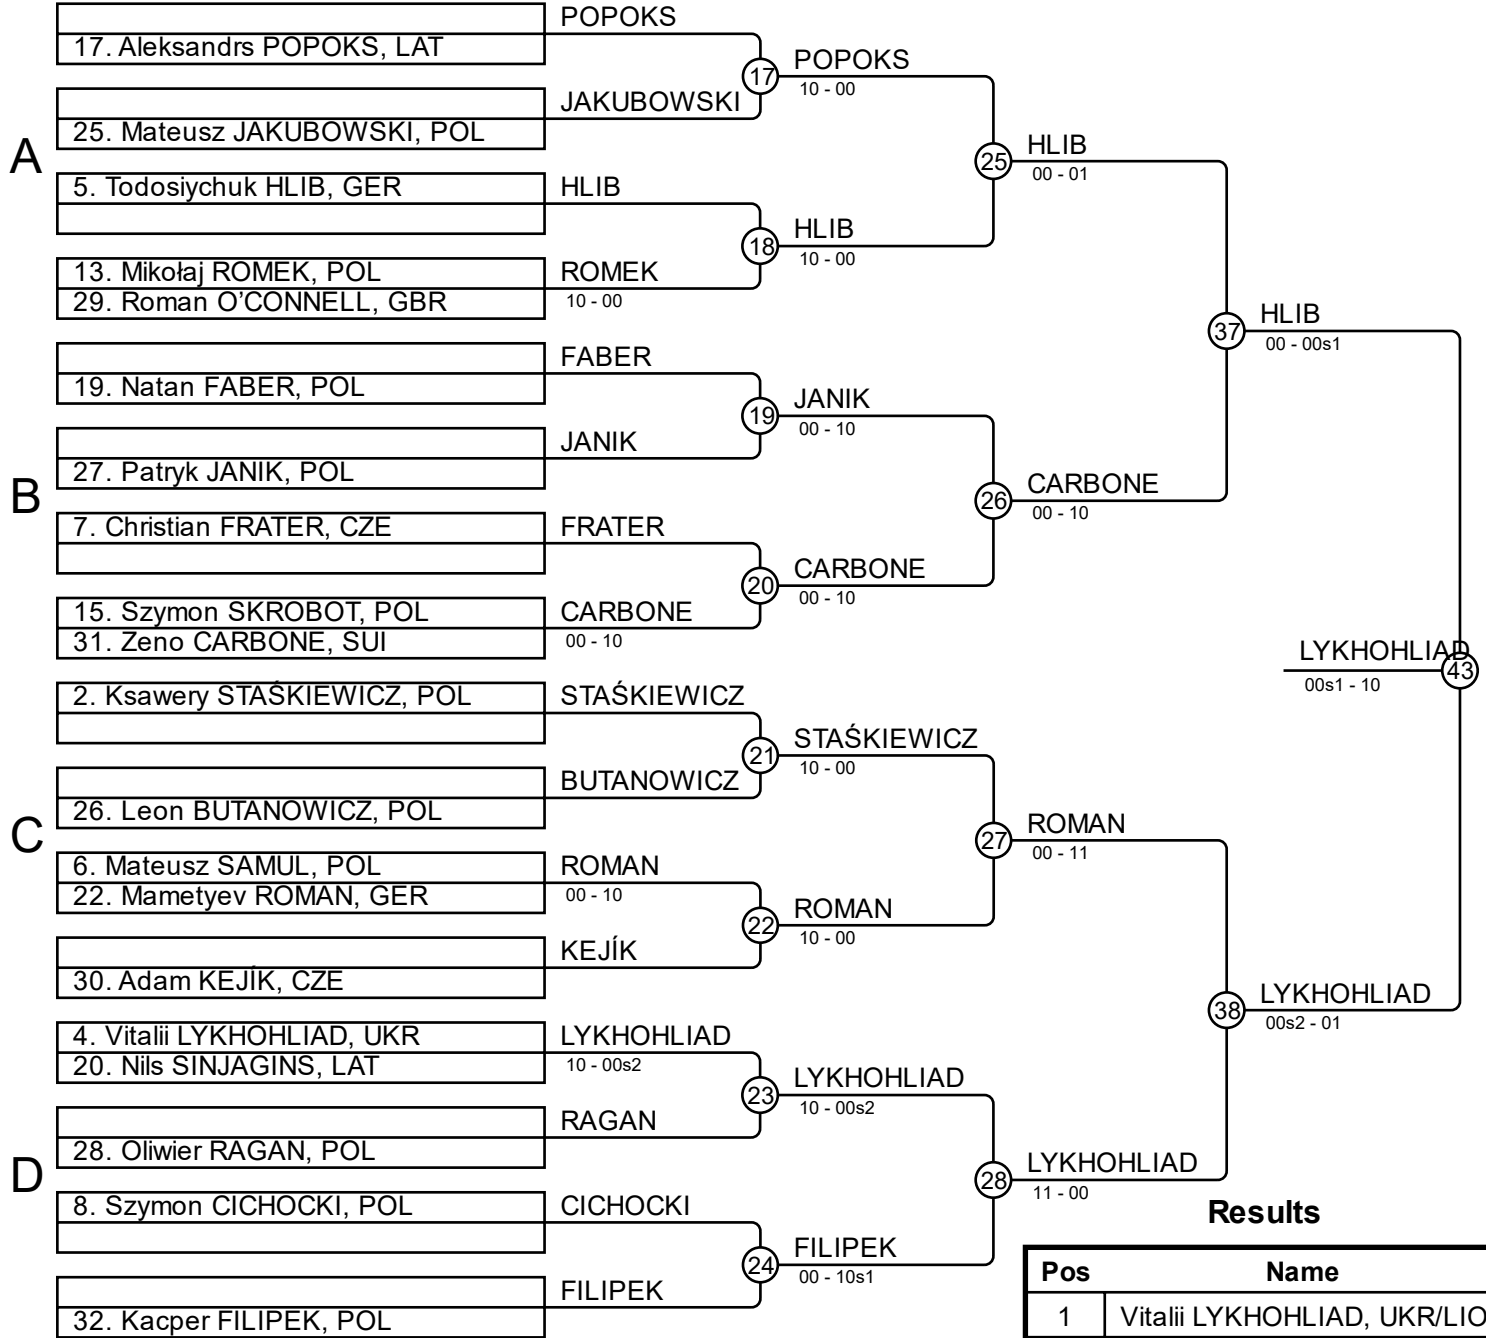 POPOKS
17. Aleksandrs POPOKS, LAT
17
POPOKS
10 - 00
JAKUBOWSKI
25. Mateusz JAKUBOWSKI, POL
A
25
HLIB
00 - 01
5. Todosiychuk HLIB, GER
HLIB
18
HLIB
10 - 00
13. Mikołaj ROMEK, POL
ROMEK
29. Roman O'CONNELL, GBR
10 - 00
37
HLIB
00 - 00s1
FABER
19. Natan FABER, POL
19
JANIK
00 - 10
JANIK
27. Patryk JANIK, POL
B
26
CARBONE
00 - 10
7. Christian FRATER, CZE
FRATER
20
CARBONE
00 - 10
15. Szymon SKROBOT, POL
CARBONE
31. Zeno CARBONE, SUI
00 - 10
LYKHOHLIAD
43
00s1 - 10
2. Ksawery STAŚKIEWICZ, POL
STAŚKIEWICZ
21
STAŚKIEWICZ
10 - 00
BUTANOWICZ
26. Leon BUTANOWICZ, POL
C
27
ROMAN
00 - 11
6. Mateusz SAMUL, POL
ROMAN
22. Mametyev ROMAN, GER
00 - 10
22
ROMAN
10 - 00
KEJÍK
30. Adam KEJÍK, CZE
38
LYKHOHLIAD
00s2 - 01
4. Vitalii LYKHOHLIAD, UKR
LYKHOHLIAD
20. Nils SINJAGINS, LAT
10 - 00s2
23
LYKHOHLIAD
10 - 00s2
RAGAN
28. Oliwier RAGAN, POL
D
28
LYKHOHLIAD
11 - 00
8. Szymon CICHOCKI, POL
CICHOCKI
24
FILIPEK
00 - 10s1
FILIPEK
32. Kacper FILIPEK, POL
Results
Pos Name
1 Vitalii LYKHOHLIAD, UKR/LIO